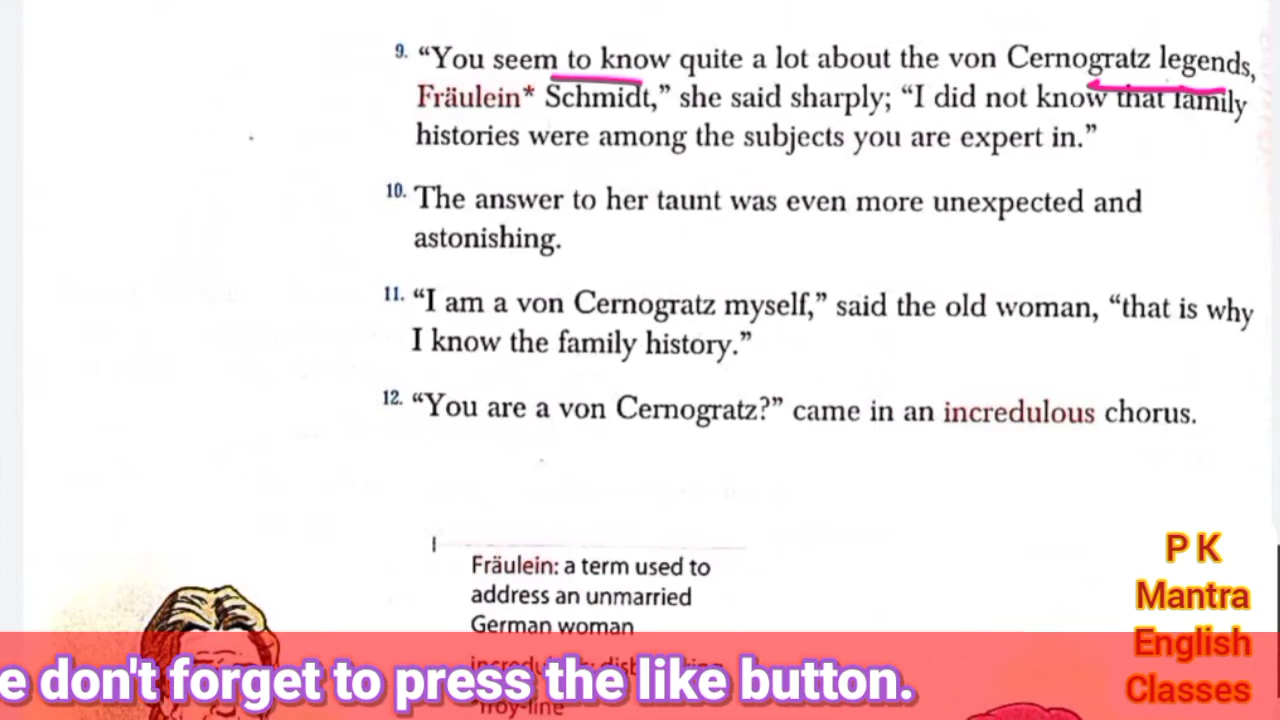 9. “You seem to know quite a lot about the von Cernogratz legends,
Fräulein* Schmidt,” she said sharply; “I did not know that family
histories were among the subjects you are expert in.”
10. The answer to her taunt was even more unexpected and
astonishing.
11. “I am a von Cernogratz myself,” said the old woman, “that is why
I know the family history.”
12. “You are a von Cernogratz?” came in an incredulous chorus.
Fräulein: a term used to
address an unmarried
German woman
P K
Mantra
English
Classes
e don't forget to press the like button.